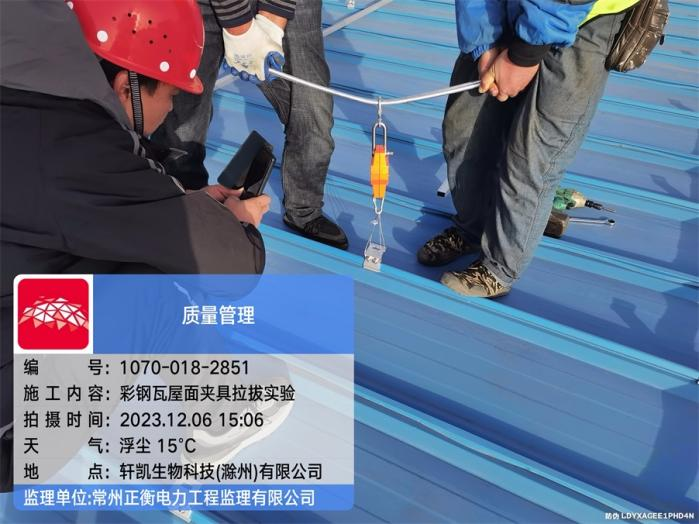 质量管理
编 号：1070-018-2851
施工内容：彩钢瓦屋面夹具拉拔实验
拍摄时间：2023.12.06 15:06
天 气：浮尘 15℃
地 点：轩凯生物科技(滁州)有限公司
监理单位:常州正衡电力工程监理有限公司
防伪 LDYXAGEE1PHD4N